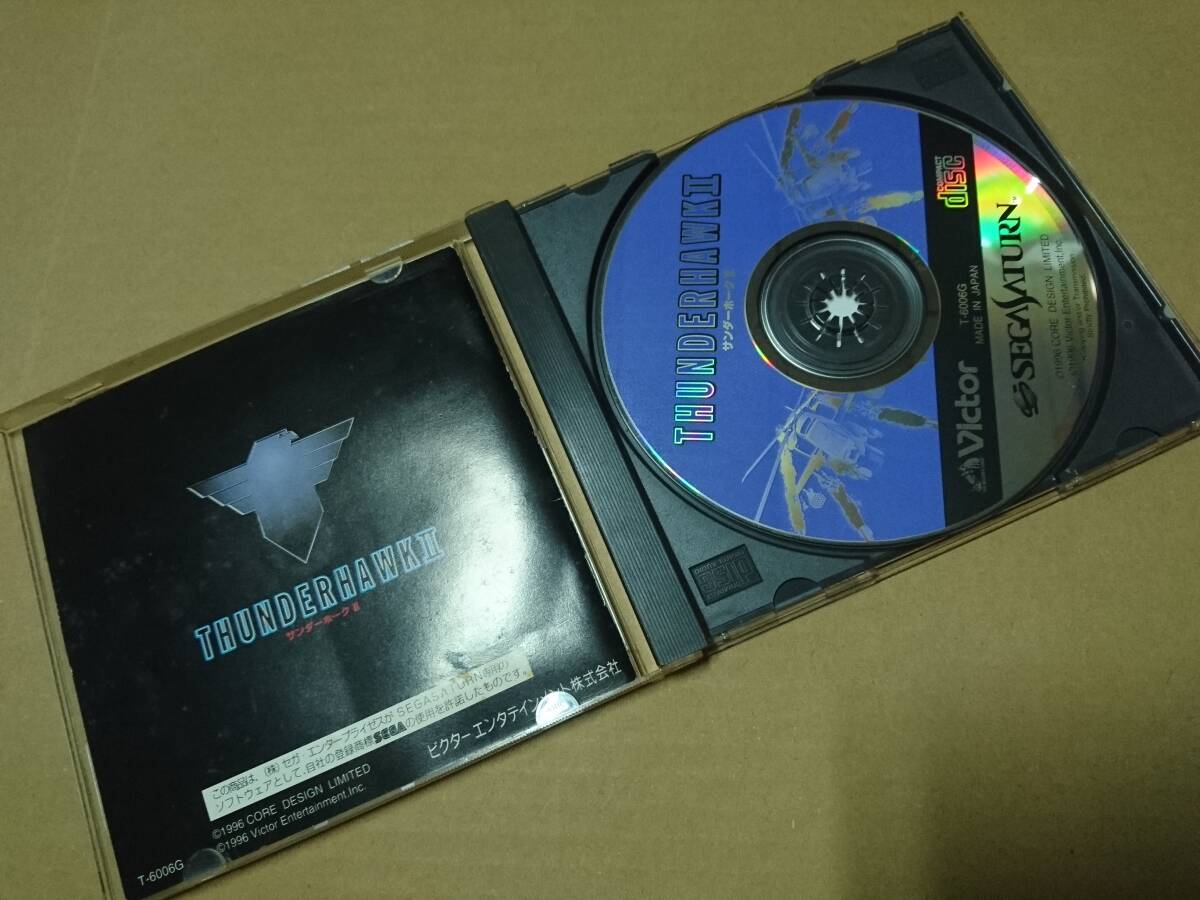 THUNDERHAWK II
サンダーホーク II
この商品は、(株)セガ・エンタープライゼスがSEGASATURN専用の
ソフトウェアとして、自社の登録商標SEGAの使用を許諾したものです。
ビクターエンタテインメント株式会社
©1996 CORE DESIGN LIMITED
©1996 Victor Entertainment,Inc.
T-6006G
THUNDERHAWK II
サンダーホーク II
COMPACT
disc
Victor
T-6006G
MADE IN JAPAN
SEGASATURN™
©1996 CORE DESIGN LIMITED
©1996 Victor Entertainment,Inc.